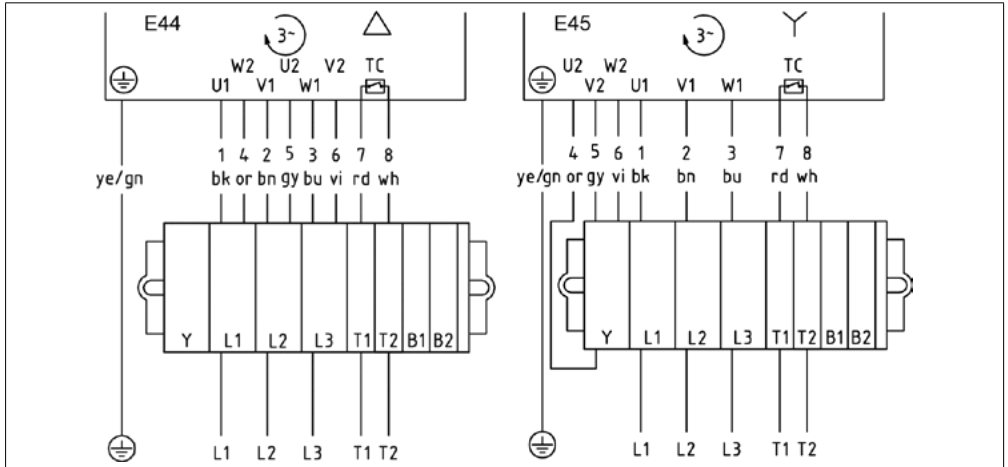 E44
3~
W2 U2 V2 TC
U1 V1 W1
1 4 2 5 3 6 7 8
ye/gn bk or bn gy bu vi rd wh
Y L1 L2 L3 T1 T2 B1 B2
L1 L2 L3 T1 T2
E45
3~
U2 W2 TC
V2 U1 V1 W1
4 5 6 1 2 3 7 8
ye/gn or gy vi bk bn bu rd wh
Y L1 L2 L3 T1 T2 B1 B2
L1 L2 L3 T1 T2